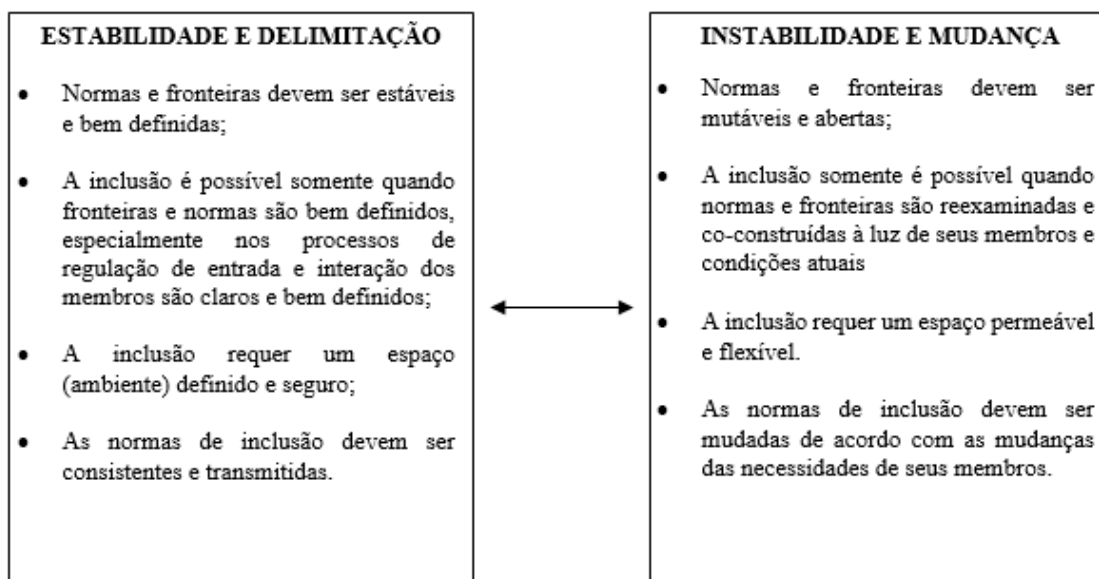 ESTABILIDADE E DELIMITAÇÃO
• Normas e fronteiras devem ser estáveis
e bem definidas;
• A inclusão é possível somente quando
fronteiras e normas são bem definidos,
especialmente nos processos de
regulação de entrada e interação dos
membros são claros e bem definidos;
• A inclusão requer um espaço
(ambiente) definido e seguro;
• As normas de inclusão devem ser
consistentes e transmitidas.
INSTABILIDADE E MUDANÇA
• Normas e fronteiras devem ser
mutáveis e abertas;
• A inclusão somente é possível quando
normas e fronteiras são reexaminadas e
co-construídas à luz de seus membros e
condições atuais
• A inclusão requer um espaço permeável
e flexível.
• As normas de inclusão devem ser
mudadas de acordo com as mudanças
das necessidades de seus membros.